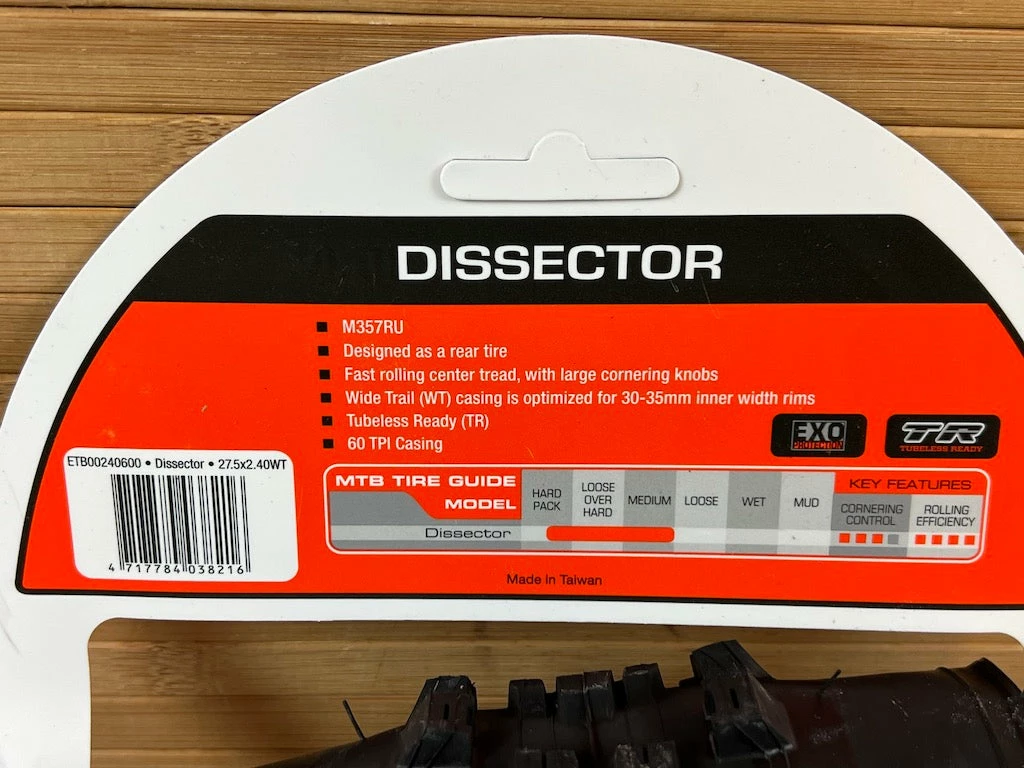 DISSECTOR
M357RU
Designed as a rear tire
Fast rolling center tread, with large cornering knobs
Wide Trail (WT) casing is optimized for 30-35mm inner width rims
Tubeless Ready (TR)
60 TPI Casing
EXO
PROTECTION
TR
TUBELESS READY
ETB00240600 • Dissector • 27.5x2.40WT
4 717784 038216
MTB TIRE GUIDE
MODEL
HARD
PACK
LOOSE
OVER
HARD
MEDIUM
LOOSE
WET
MUD
KEY FEATURES
CORNERING
CONTROL
ROLLING
EFFICIENCY
Dissector
Made in Taiwan